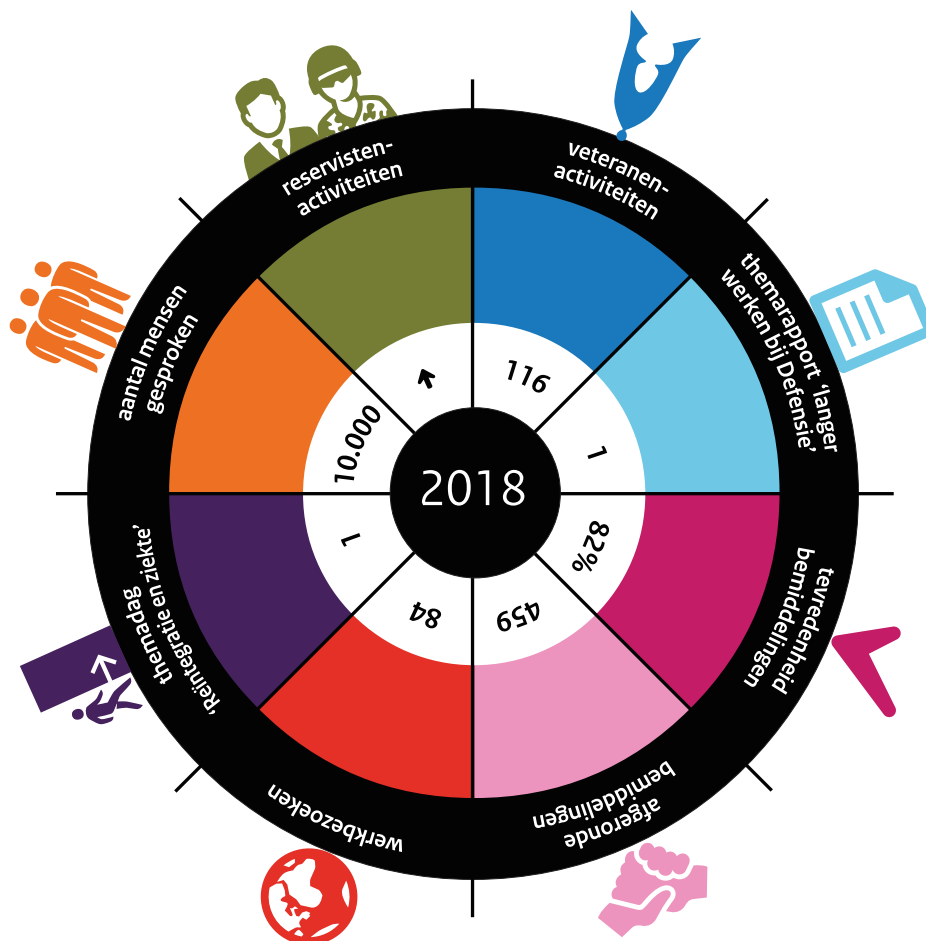 veteranen-
activiteiten
116
themarapport 'langer
werken bij Defensie'
1
tevredenheid
bemiddelingen
82%
afgeronde
bemiddelingen
459
werkbezoeken
84
themadag
'Reïntegratie en ziekte'
1
aantal mensen
gesproken
10.000
reservisten-
activiteiten
2018